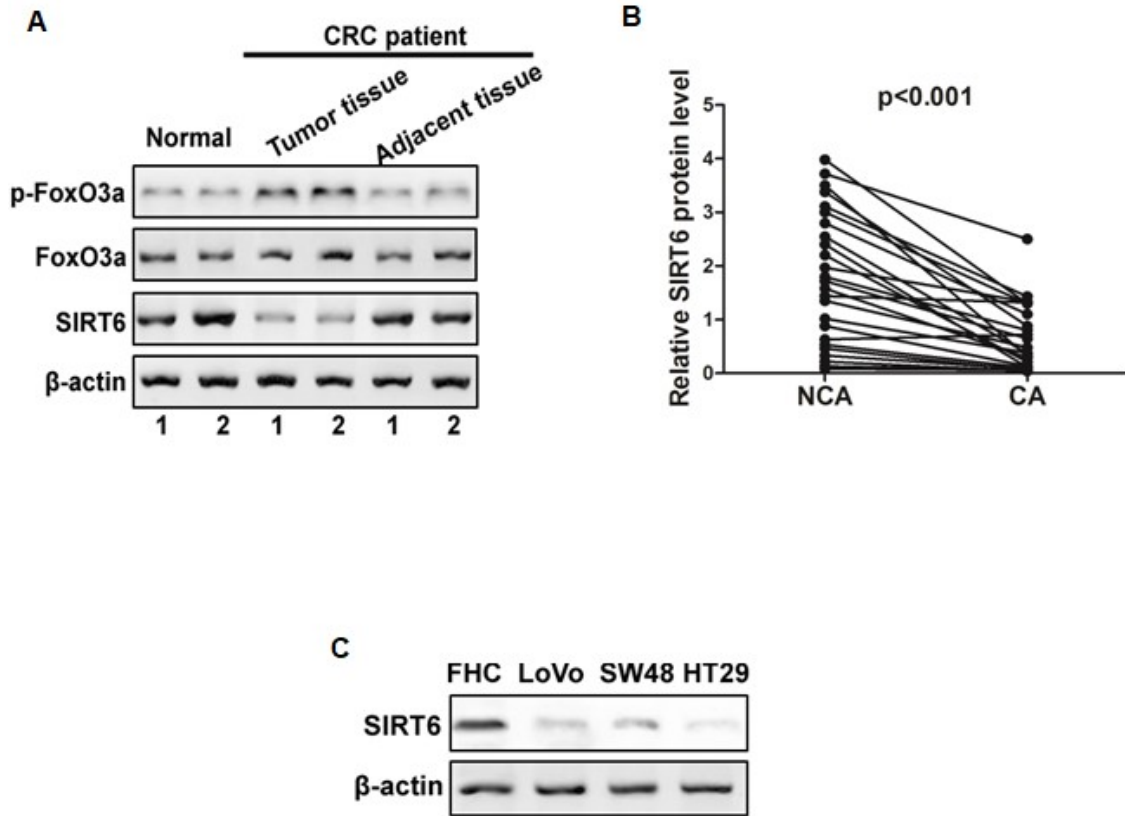 A
CRC patient
Normal Tumor tissue Adjacent tissue
p-FoxO3a
FoxO3a
SIRT6
β-actin
1 2 1 2 1 2
B
p<0.001
Relative SIRT6 protein level
5
4
3
2
1
0
NCA CA
C
FHC LoVo SW48 HT29
SIRT6
β-actin